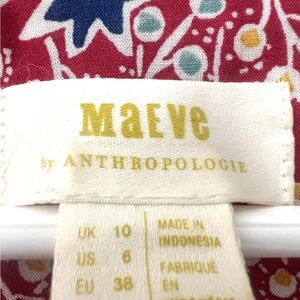 MaEVe
by ANTHROPOLOGIE
UK 10
US 6
EU 38
MADE IN
INDONESIA
FABRIQUÉ
EN